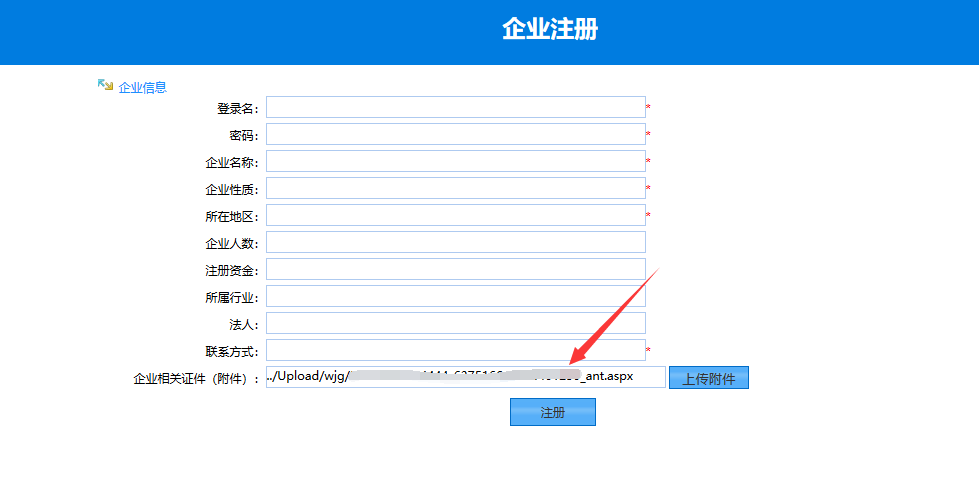 企业注册
企业信息
登录名：
*
密码：
*
企业名称：
*
企业性质：
*
所在地区：
*
企业人数：
注册资金：
所属行业：
法人：
联系方式：
*
企业相关证件（附件）：
../Upload/wjg/
_ant.aspx
上传附件
注册